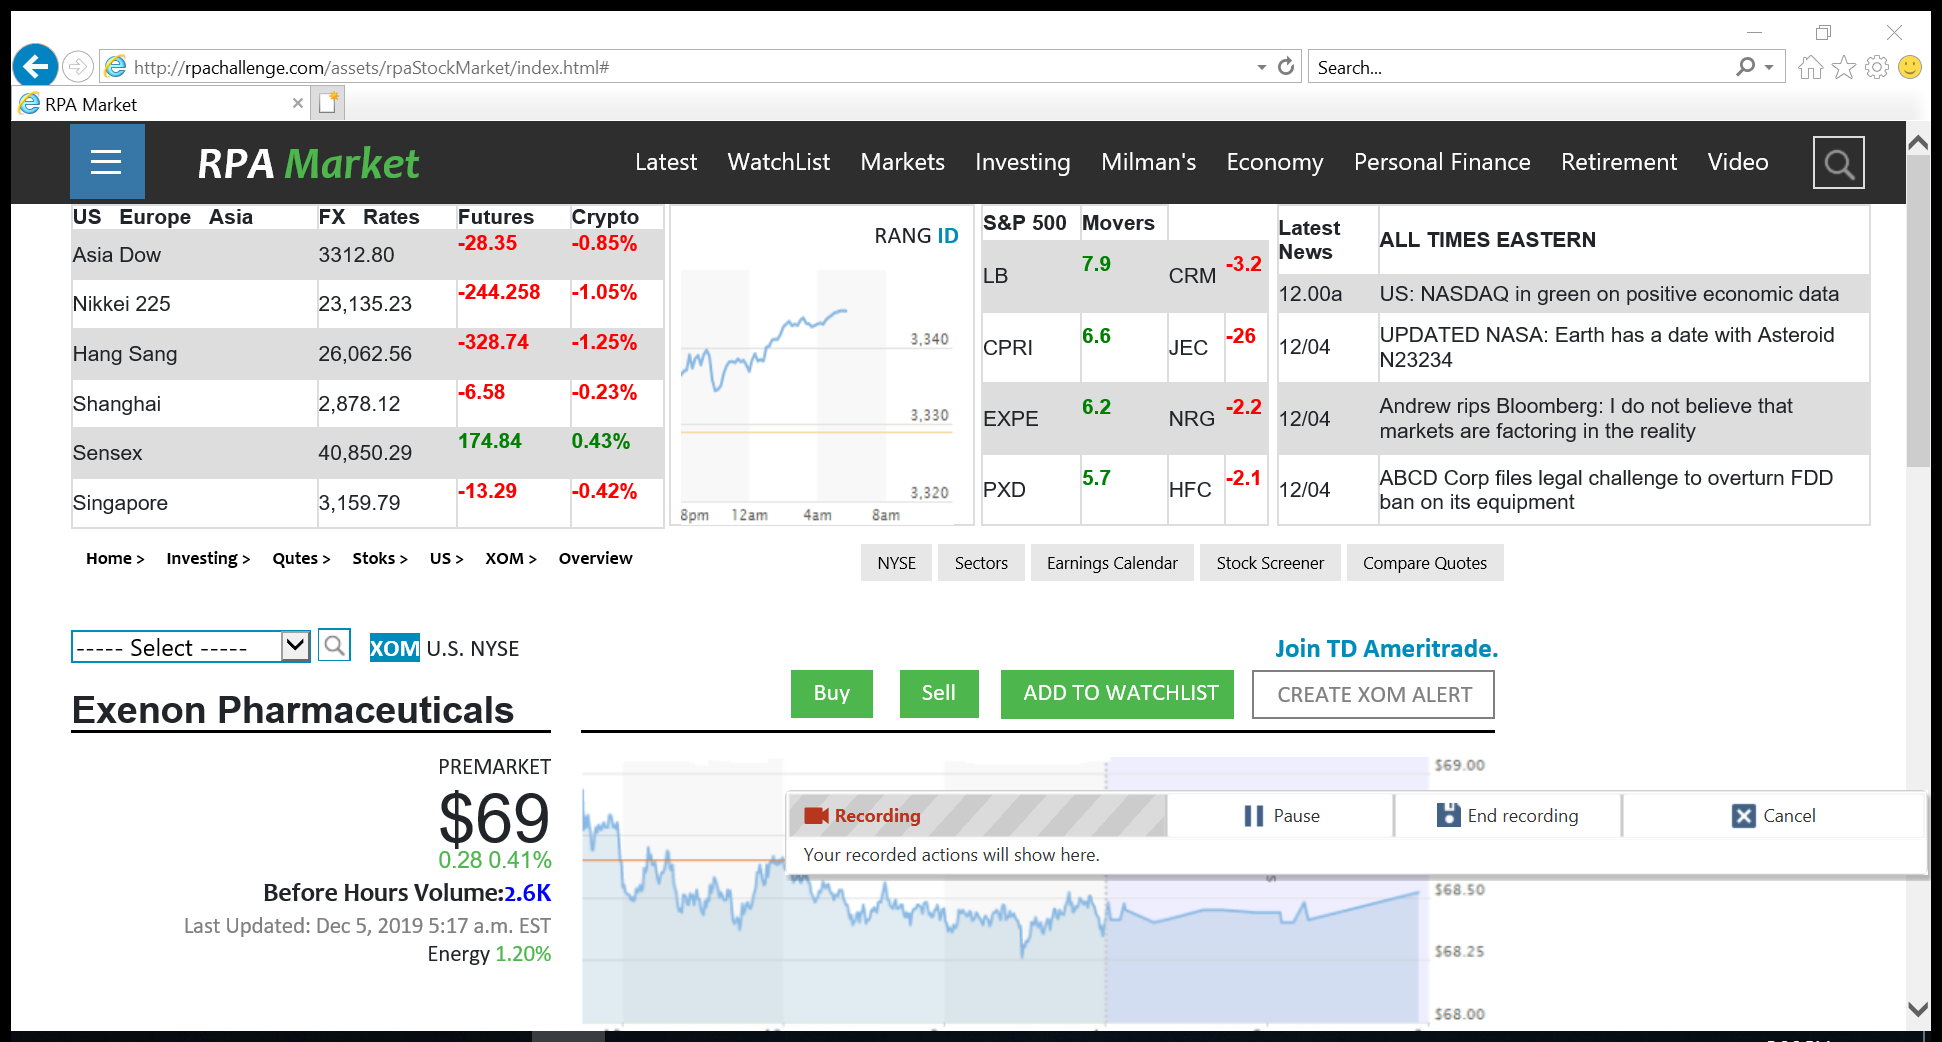 http://rpachallenge.com/assets/rpaStockMarket/index.html#
Search...
RPA Market
RPA Market
Latest WatchList Markets Investing Milman's Economy Personal Finance Retirement Video
US Europe Asia FX Rates Futures Crypto
Asia Dow 3312.80 -28.35 -0.85%
Nikkei 225 23,135.23 -244.258 -1.05%
Hang Sang 26,062.56 -328.74 -1.25%
Shanghai 2,878.12 -6.58 -0.23%
Sensex 40,850.29 174.84 0.43%
Singapore 3,159.79 -13.29 -0.42%
RANG ID
3,340
3,330
3,320
8pm 12am 4am 8am
S&P 500 Movers
LB 7.9 CRM -3.2
CPRI 6.6 JEC -26
EXPE 6.2 NRG -2.2
PXD 5.7 HFC -2.1
Latest News ALL TIMES EASTERN
12.00a US: NASDAQ in green on positive economic data
12/04 UPDATED NASA: Earth has a date with Asteroid
N23234
12/04 Andrew rips Bloomberg: I do not believe that
markets are factoring in the reality
12/04 ABCD Corp files legal challenge to overturn FDD
ban on its equipment
Home > Investing > Qutes > Stoks > US > XOM > Overview
NYSE Sectors Earnings Calendar Stock Screener Compare Quotes
----- Select ----- XOM U.S. NYSE
Join TD Ameritrade.
Exenon Pharmaceuticals
Buy Sell ADD TO WATCHLIST CREATE XOM ALERT
PREMARKET
$69
0.28 0.41%
Before Hours Volume:2.6K
Last Updated: Dec 5, 2019 5:17 a.m. EST
Energy 1.20%
$69.00
Recording Pause End recording Cancel
Your recorded actions will show here.
$68.50
$68.25
$68.00